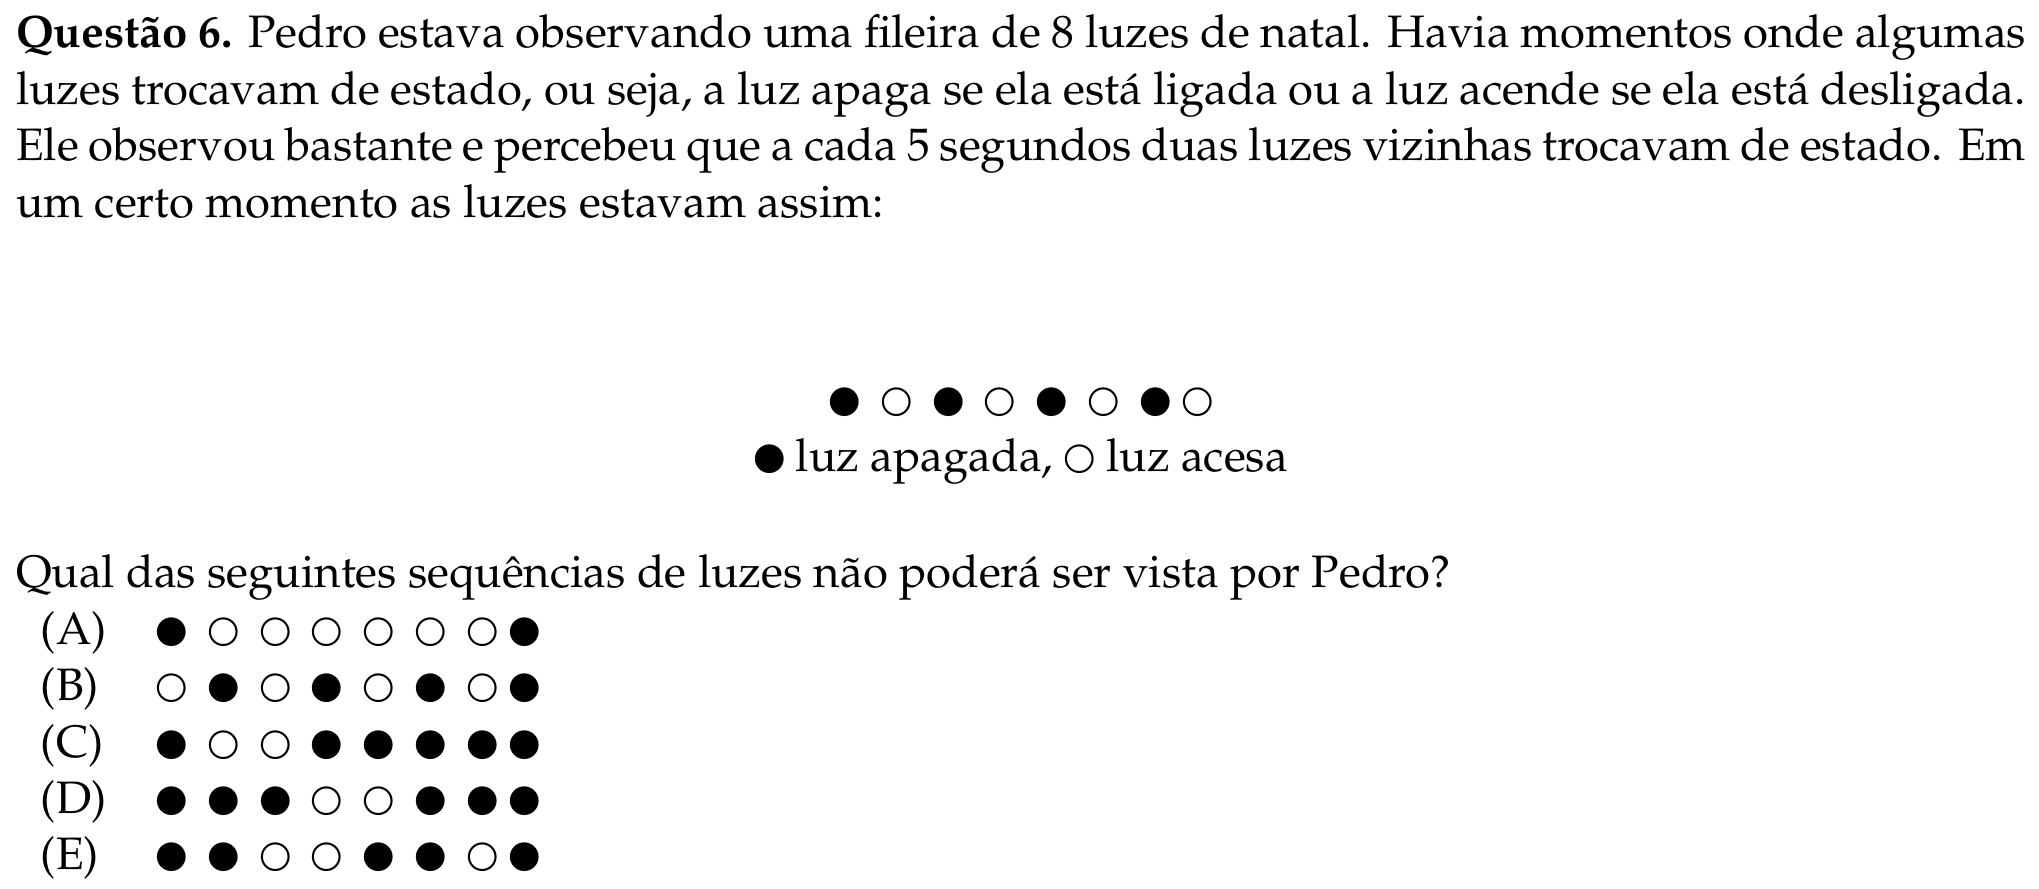 Questão 6. Pedro estava observando uma fileira de 8 luzes de natal. Havia momentos onde algumas
luzes trocavam de estado, ou seja, a luz apaga se ela está ligada ou a luz acende se ela está desligada.
Ele observou bastante e percebeu que a cada 5 segundos duas luzes vizinhas trocavam de estado. Em
um certo momento as luzes estavam assim:
● ○ ● ○ ● ○ ● ○
● luz apagada, ○ luz acesa
Qual das seguintes sequências de luzes não poderá ser vista por Pedro?
(A) ● ○ ○ ○ ○ ○ ○ ●
(B) ○ ● ○ ● ○ ● ○ ●
(C) ● ○ ○ ● ● ● ● ●
(D) ● ● ● ○ ○ ● ● ●
(E) ● ● ○ ○ ● ● ○ ●